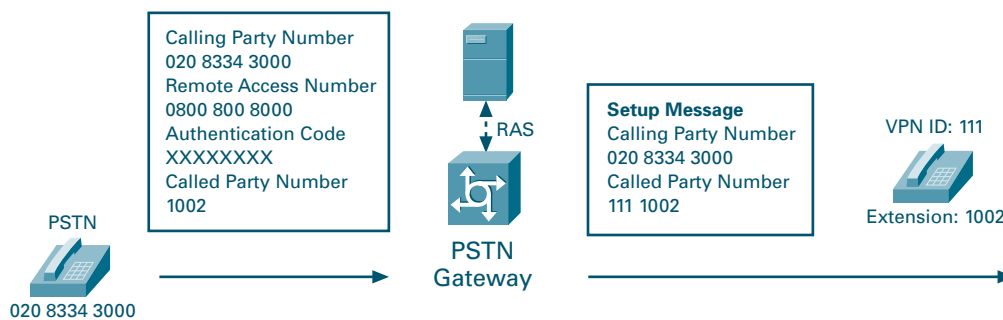 Calling Party Number
020 8334 3000
Remote Access Number
0800 800 8000
Authentication Code
XXXXXXXX
Called Party Number
1002
PSTN
020 8334 3000
RAS
PSTN
Gateway
Setup Message
Calling Party Number
020 8334 3000
Called Party Number
111 1002
VPN ID: 111
Extension: 1002